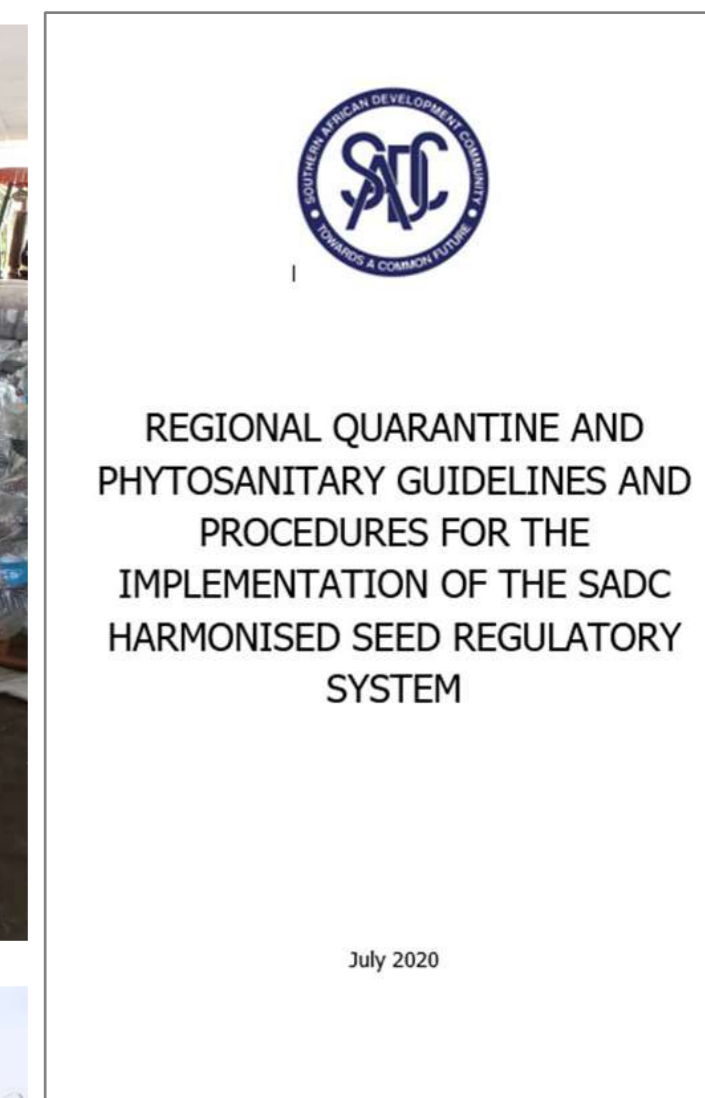 SOUTHERN AFRICAN DEVELOPMENT COMMUNITY
SADC
TOWARDS A COMMON FUTURE
REGIONAL QUARANTINE AND
PHYTOSANITARY GUIDELINES AND
PROCEDURES FOR THE
IMPLEMENTATION OF THE SADC
HARMONISED SEED REGULATORY
SYSTEM
July 2020